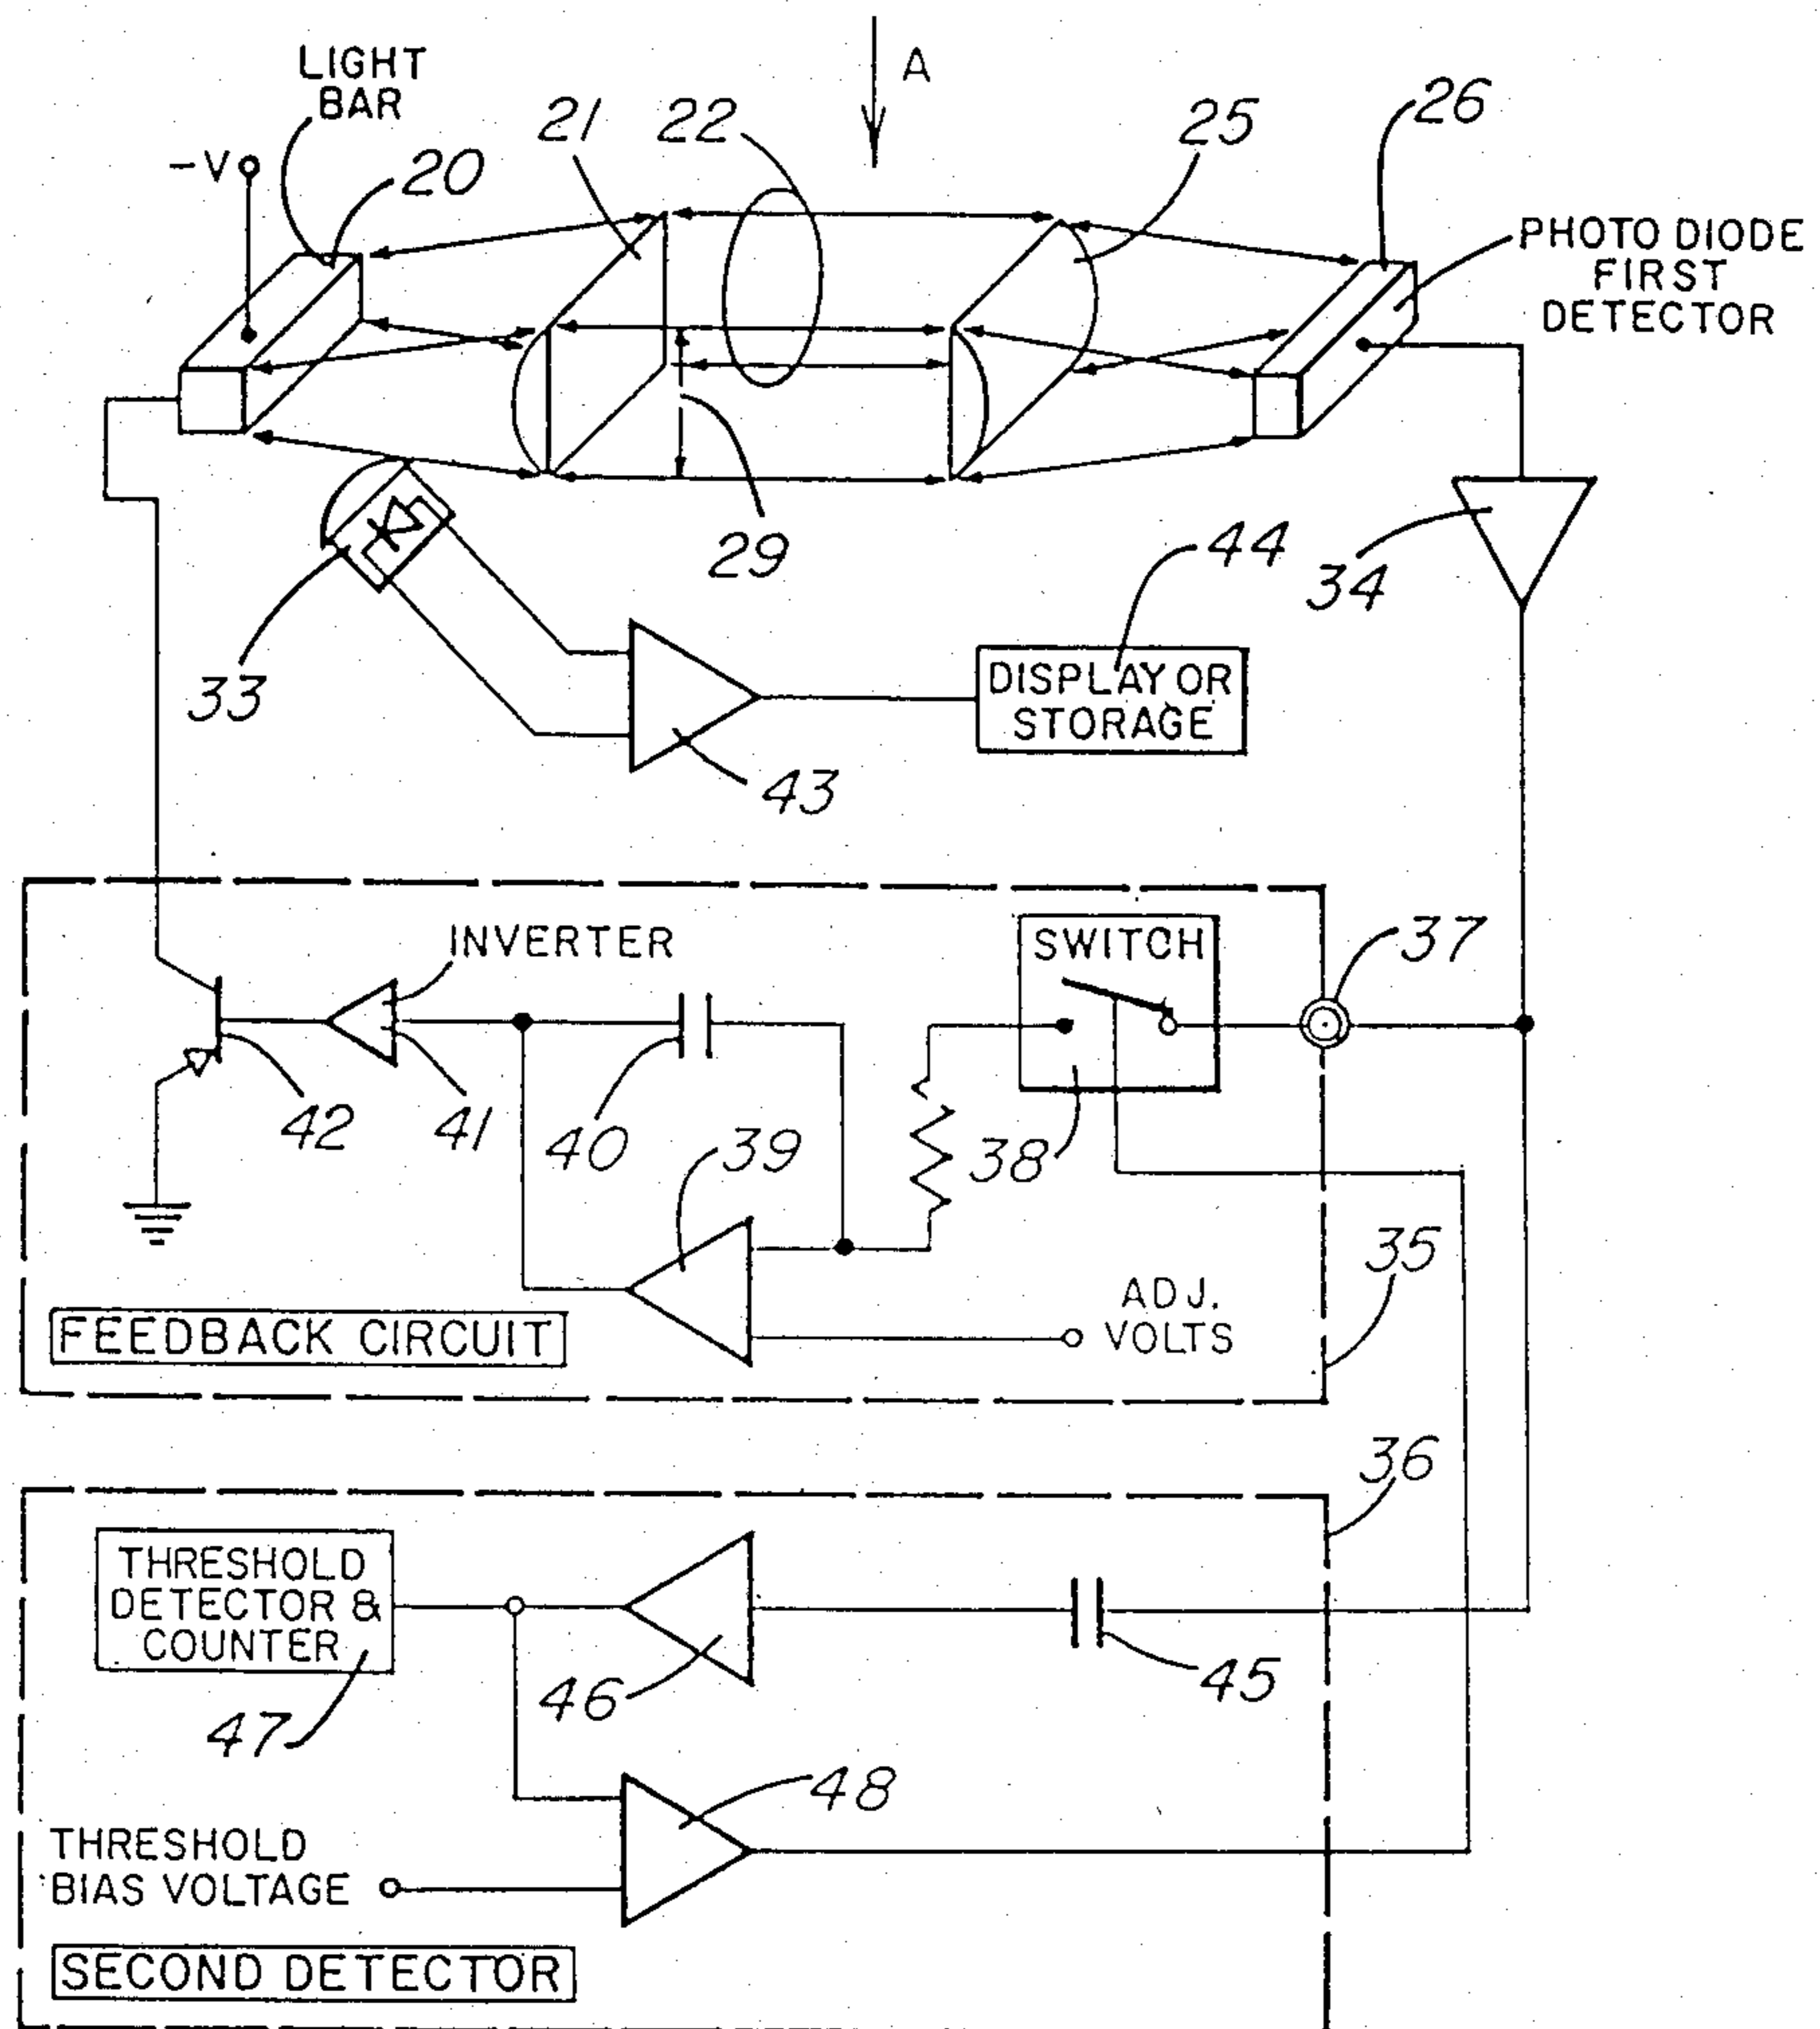 LIGHT
BAR
A
-V
20
21
22
25
26
PHOTO DIODE
FIRST
DETECTOR
29
33
34
44
DISPLAY OR
STORAGE
43
INVERTER
SWITCH
37
42
41
40
39
38
35
ADJ.
VOLTS
FEEDBACK CIRCUIT
36
THRESHOLD
DETECTOR &
COUNTER
47
46
45
48
THRESHOLD
BIAS VOLTAGE
SECOND DETECTOR